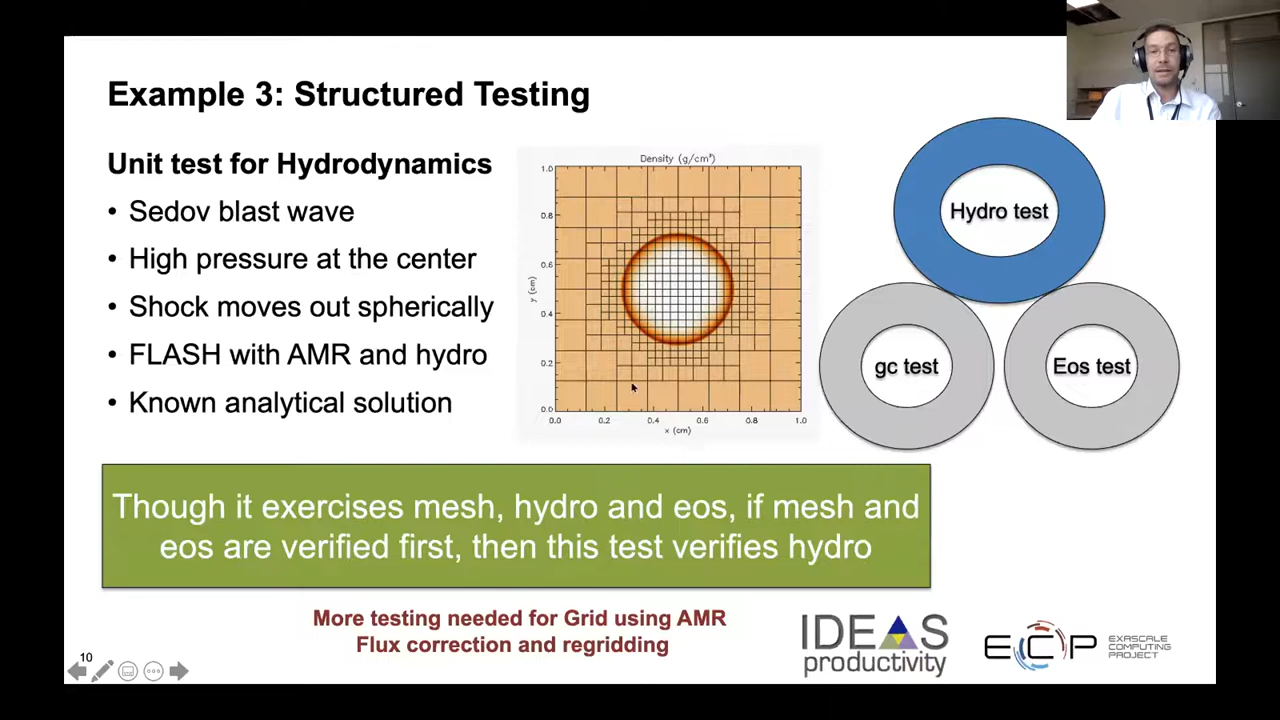 Example 3: Structured Testing
Unit test for Hydrodynamics
• Sedov blast wave
• High pressure at the center
• Shock moves out spherically
• FLASH with AMR and hydro
• Known analytical solution
Density (g/cm³)
1.0
0.8
0.6
0.4
0.2
0.0
y (cm)
0.0 0.2 0.4 0.6 0.8 1.0
x (cm)
Hydro test
gc test
Eos test
Though it exercises mesh, hydro and eos, if mesh and
eos are verified first, then this test verifies hydro
More testing needed for Grid using AMR
Flux correction and regridding
IDEAS
productivity
ECP
EXASCALE
COMPUTING
PROJECT
10